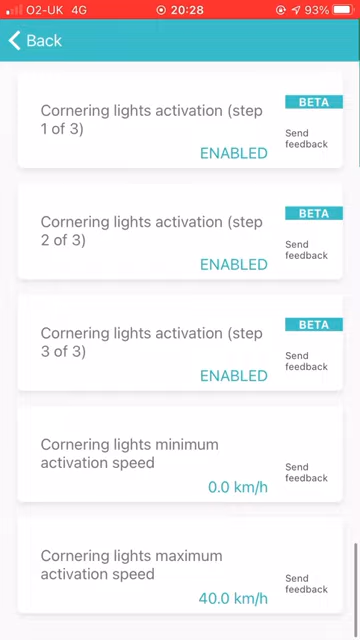 O2-UK 4G 20:28 93%
Back
Cornering lights activation (step
1 of 3)
BETA
Send
feedback
ENABLED
Cornering lights activation (step
2 of 3)
BETA
Send
feedback
ENABLED
Cornering lights activation (step
3 of 3)
BETA
Send
feedback
ENABLED
Cornering lights minimum
activation speed
Send
feedback
0.0 km/h
Cornering lights maximum
activation speed
Send
feedback
40.0 km/h